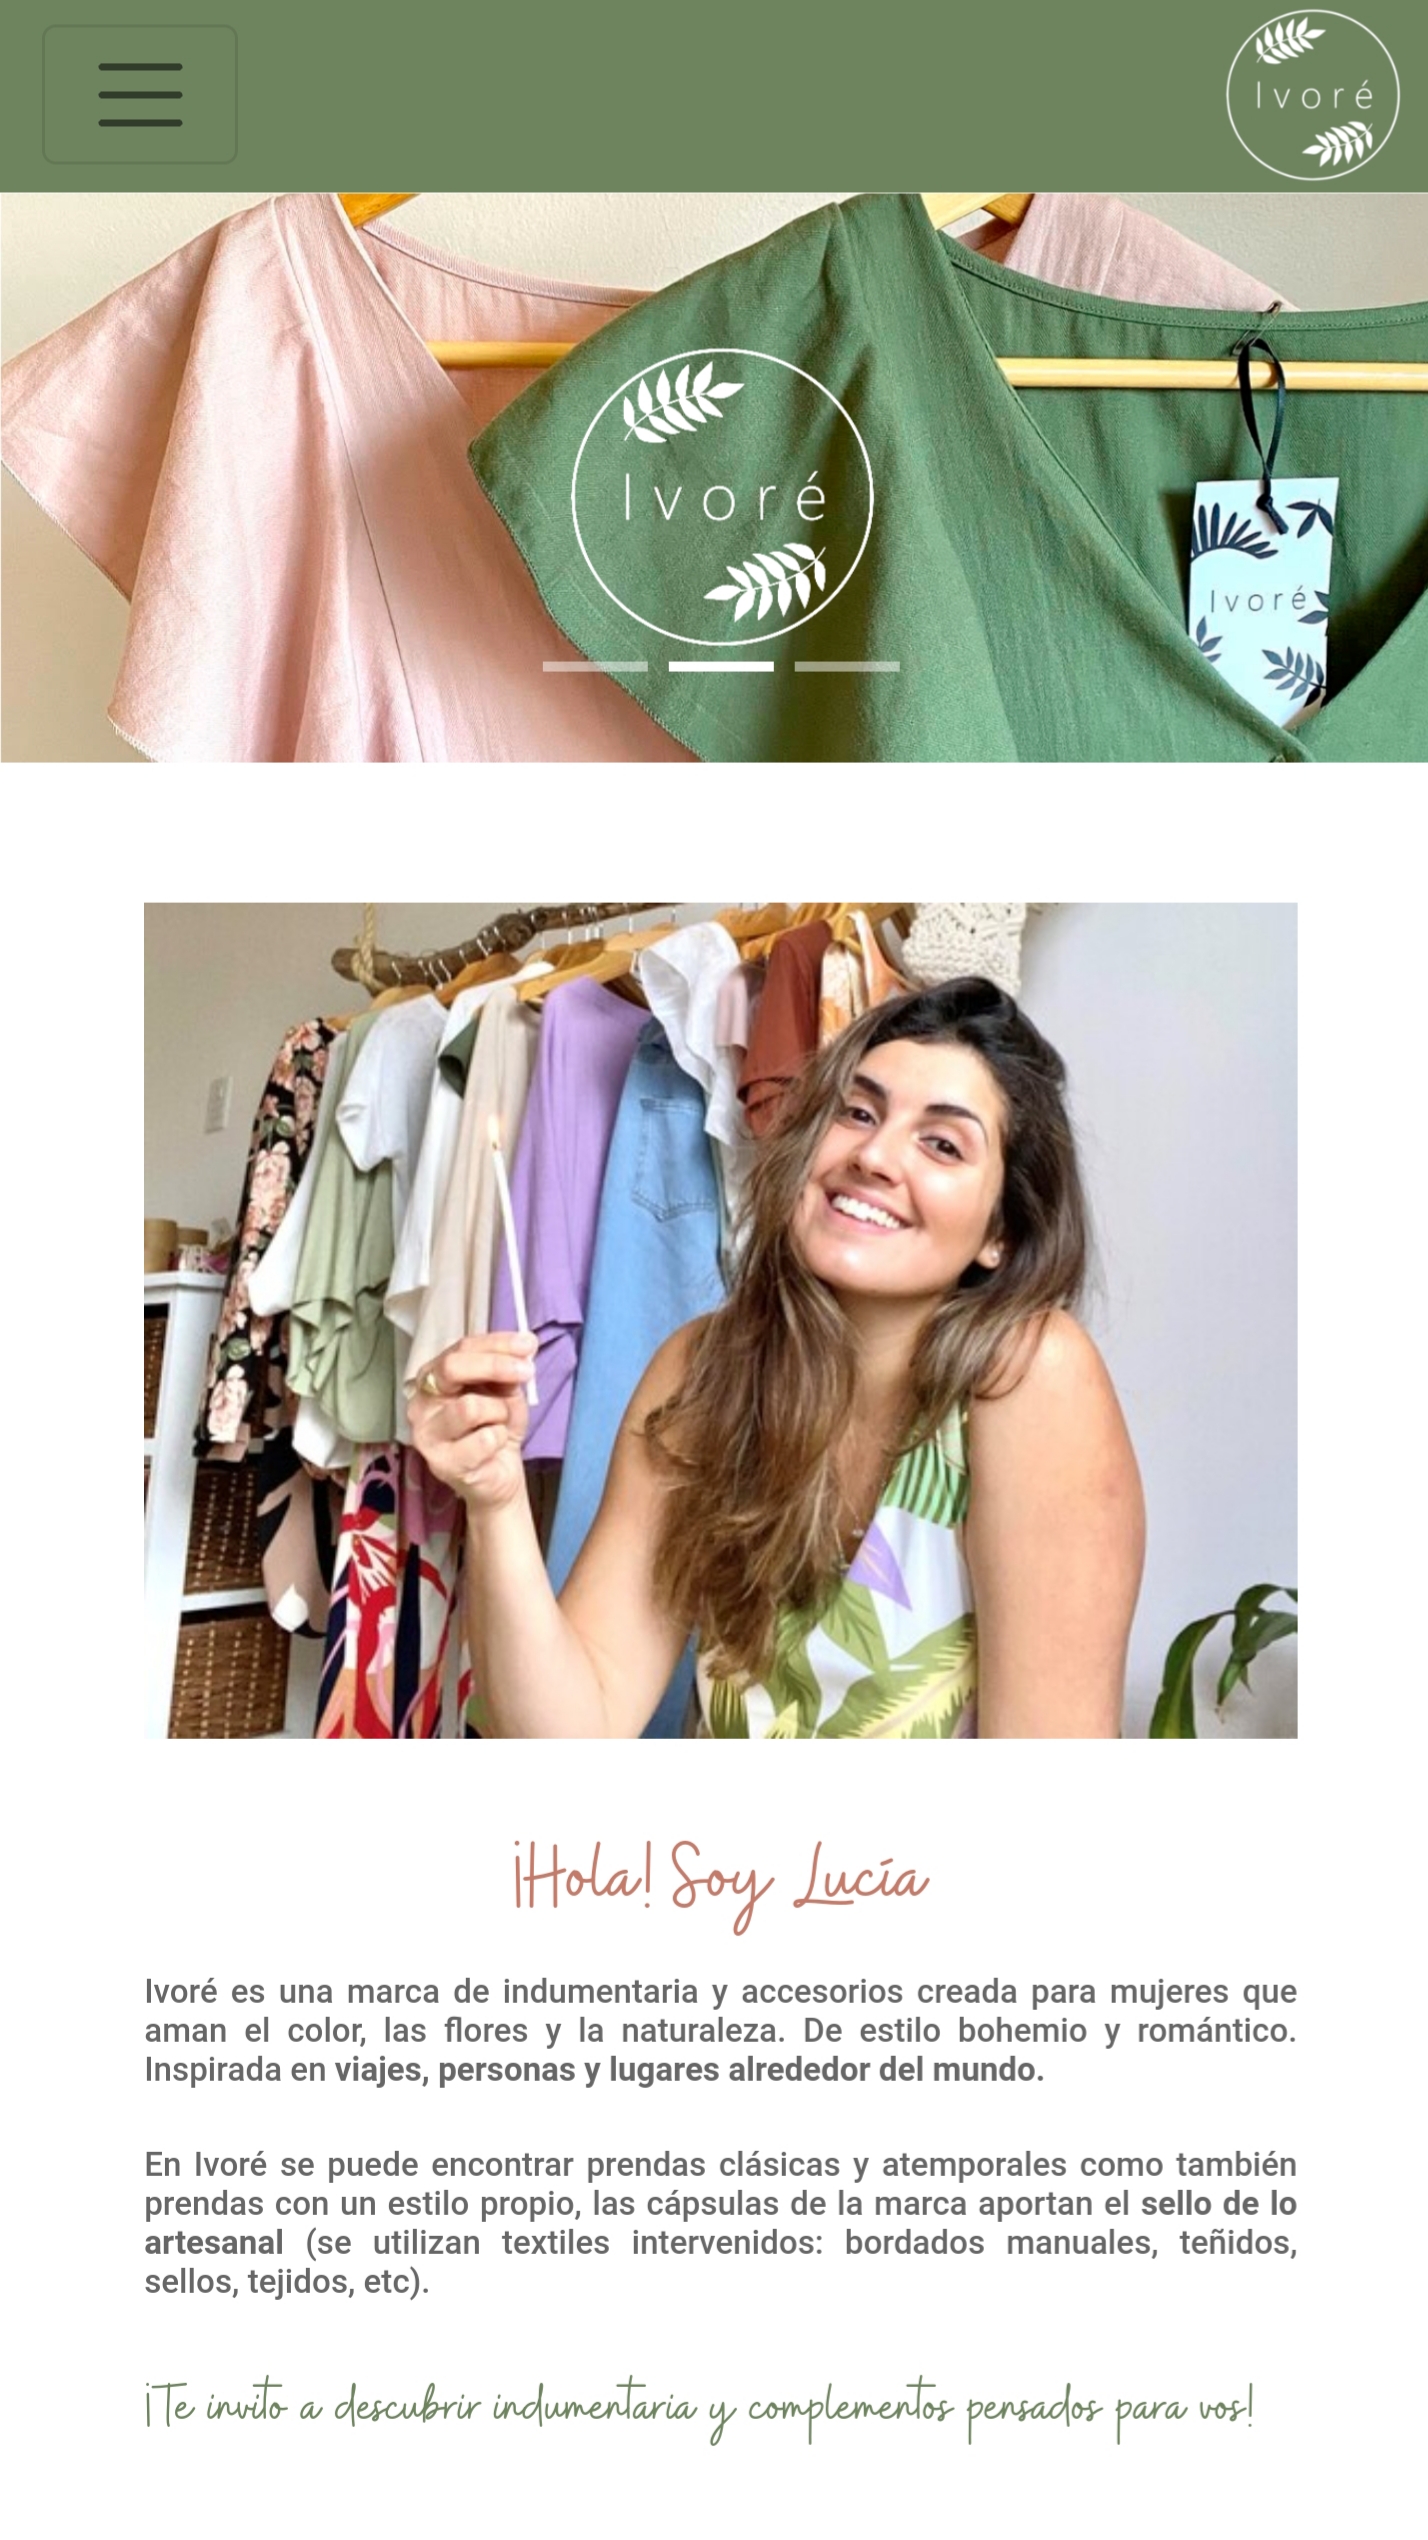 Ivoré
Ivoré
Ivoré
¡Hola! Soy Lucía
Ivoré es una marca de indumentaria y accesorios creada para mujeres que
aman el color, las flores y la naturaleza. De estilo bohemio y romántico.
Inspirada en viajes, personas y lugares alrededor del mundo.
En Ivoré se puede encontrar prendas clásicas y atemporales como también
prendas con un estilo propio, las cápsulas de la marca aportan el sello de lo
artesanal (se utilizan textiles intervenidos: bordados manuales, teñidos,
sellos, tejidos, etc).
¡Te invito a descubrir indumentaria y complementos pensados para vos!